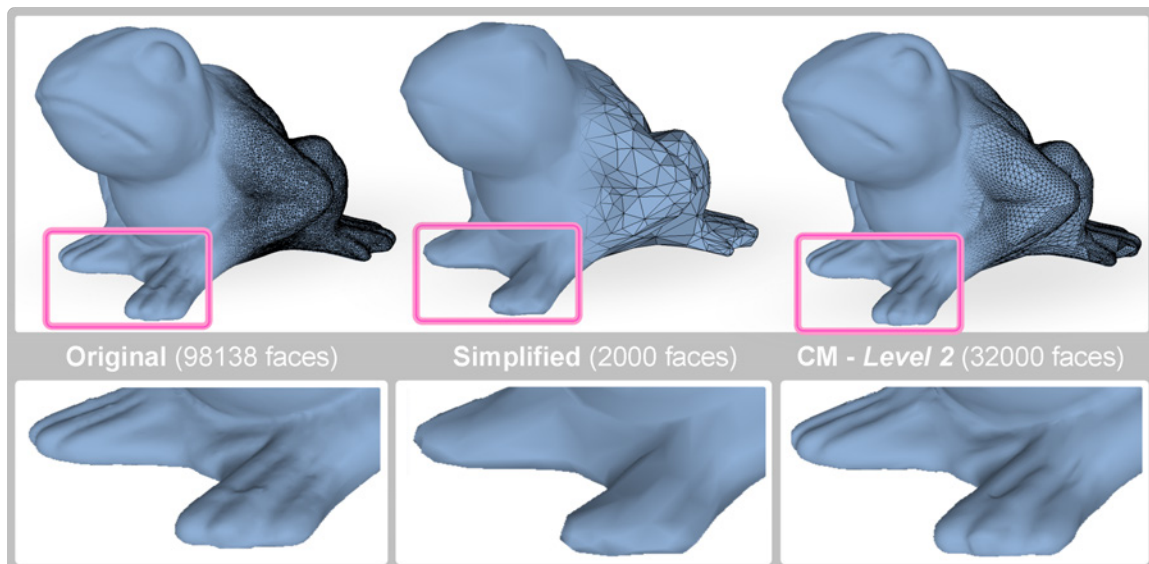 Original (98138 faces)
Simplified (2000 faces)
CM - Level 2 (32000 faces)